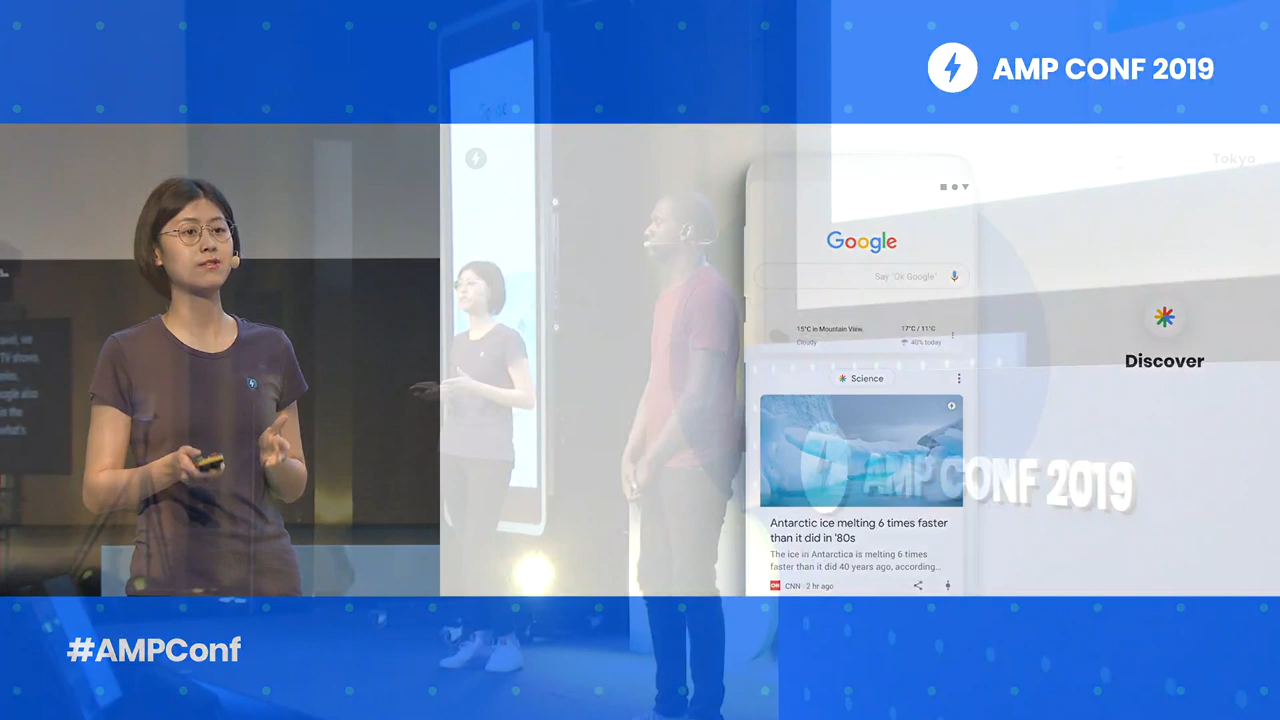 AMP CONF 2019
Tokyo
Google
Say "Ok Google"
15°C in Mountain View.
Cloudy
17°C / 11°C
40% today
Discover
Science
AMP CONF 2019
Antarctic ice melting 6 times faster
than it did in '80s
The ice in Antarctica is melting 6 times
faster than it did 40 years ago, according...
CNN
CNN · 2 hr ago
#AMPConf